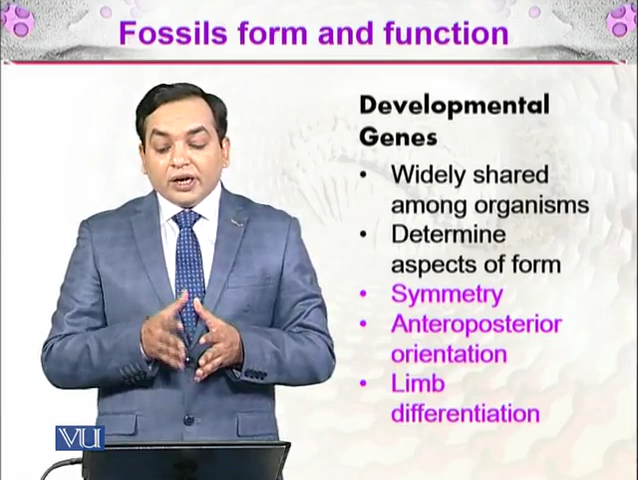 Fossils form and function
Developmental
Genes
• Widely shared
among organisms
• Determine
aspects of form
• Symmetry
• Anteroposterior
orientation
• Limb
differentiation
VU